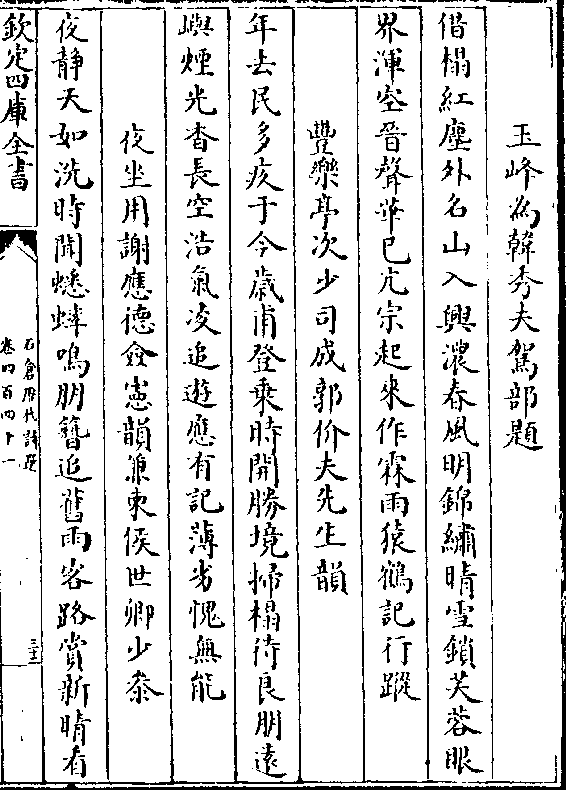 玉峰為韓秀夫駕部題
借榻紅塵外名山入興濃春風明錦繡晴雪鎖芙蓉眼
界渾空晉聲華已亢宗起來作霖雨猿鶴記行蹤
豐樂亭次少司成郭价夫先生韻
年去民多疾于今歲甫登乗時開勝境掃榻待良朋遠
嶼煙光杳長空浩氣凌追遊應有記薄劣愧無能
夜坐用謝應德僉憲韻兼柬侯世卿少叅
夜靜天如洗時聞蟋蟀鳴朋簪追舊雨客路賞新晴有
欽定四庫全書
石倉歷代詩選
卷四百四十一
三十二